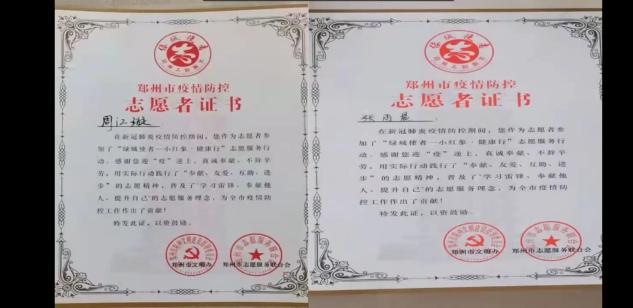 郑州市疫情防控
志愿者证书
周江璇
在新冠肺炎疫情防控期间，您作为志愿者参
加了“绿城使者—小红象·健康行”志愿服务行
动。感谢您迎“疫”逆上，真诚奉献、不辞辛
劳，用实际行动践行了“奉献、友爱、互助、进
步”的志愿精神，普及了‘学习雷锋、奉献他
人、提升自己’的志愿服务理念，为全市疫情防
控工作作出了贡献！
特发此证，以资鼓励。
郑州市文明办
郑州市志愿服务联合会
郑州市疫情防控
志愿者证书
张雨
在新冠肺炎疫情防控期间，您作为志愿者参
加了“绿城使者—小红象·健康行”志愿服务行
动。感谢您迎“疫”逆上，真诚奉献、不辞辛
劳，用实际行动践行了“奉献、友爱、互助、进
步”的志愿精神，普及了‘学习雷锋、奉献他
人、提升自己’的志愿服务理念，为全市疫情防
控工作作出了贡献！
特发此证，以资鼓励。
郑州市文明办
郑州市志愿服务联合会